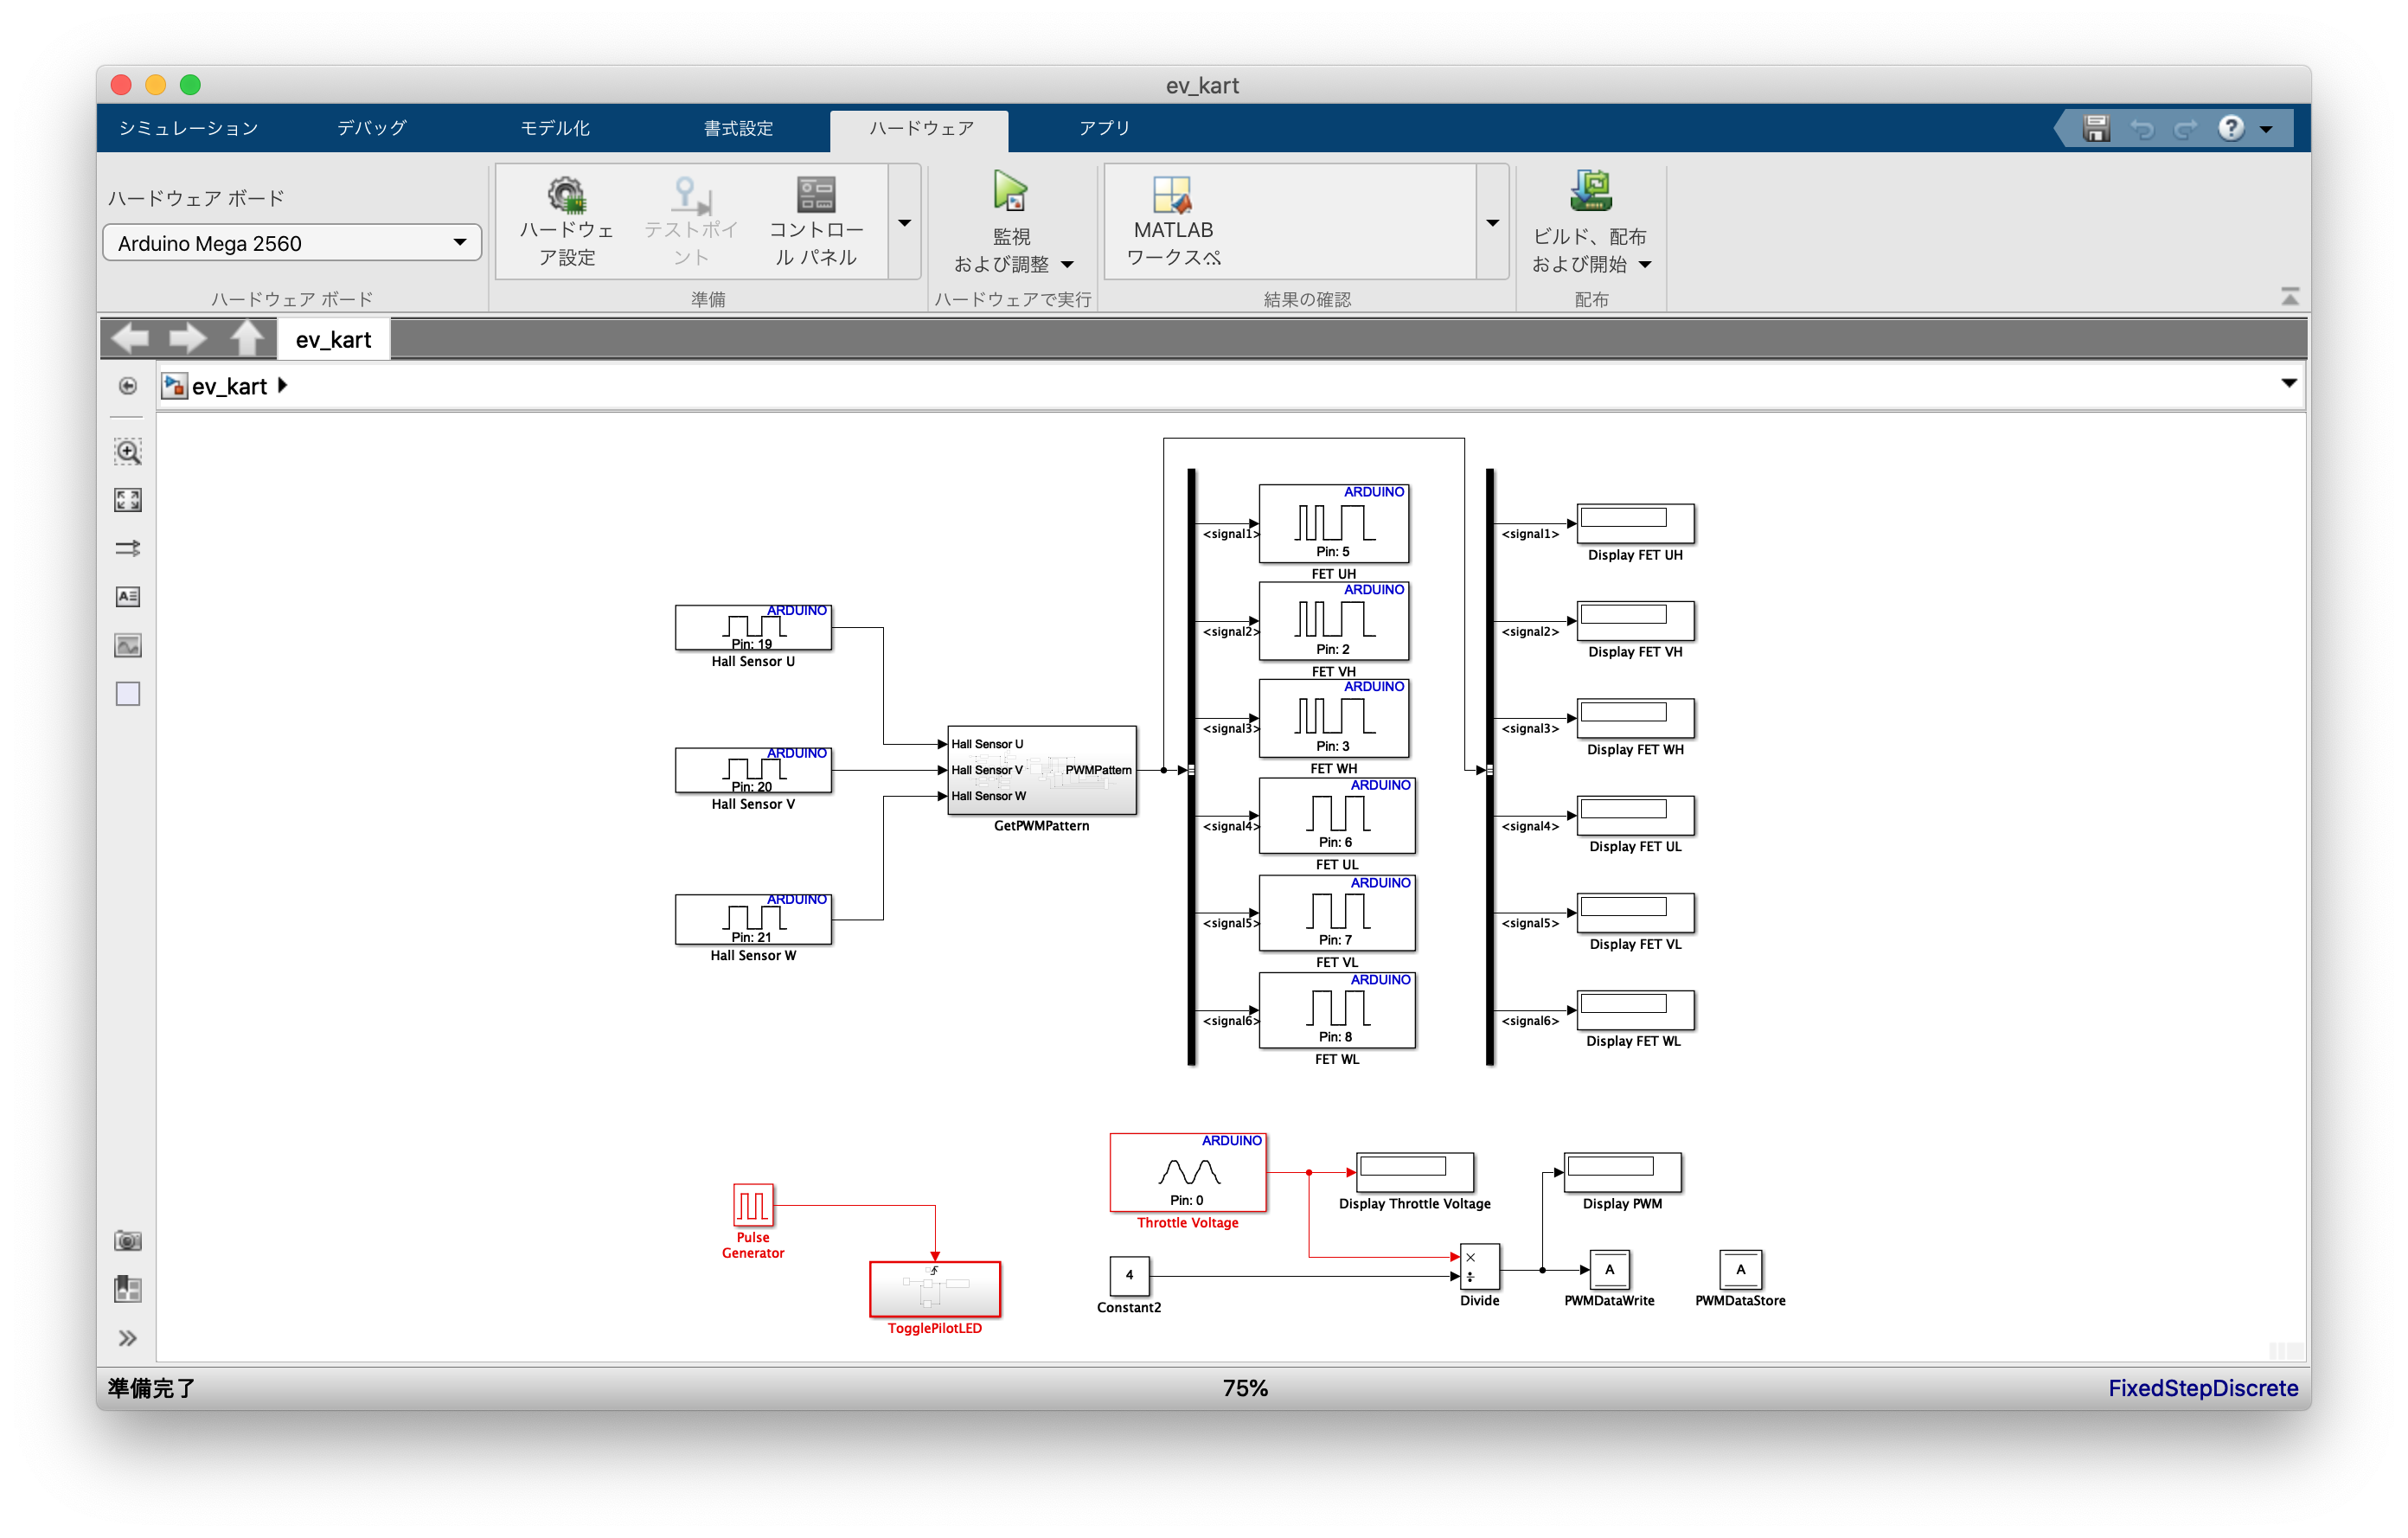 ev_kart
シミュレーション
デバッグ
モデル化
書式設定
ハードウェア
アプリ
ハードウェア ボード
Arduino Mega 2560
ハードウェア ボード
ハードウェ
ア設定
テストポイ
ント
コントロー
ル パネル
準備
監視
および調整
ハードウェアで実行
MATLAB
ワークスペ
結果の確認
ビルド、配布
および開始
配布
ev_kart
ev_kart
ARDUINO
Pin: 19
Hall Sensor U
ARDUINO
Pin: 20
Hall Sensor V
ARDUINO
Pin: 21
Hall Sensor W
Hall Sensor U
Hall Sensor V
PWMPattern
Hall Sensor W
GetPWMPattern
<signal1>
ARDUINO
Pin: 5
FET UH
<signal2>
ARDUINO
Pin: 2
FET VH
<signal3>
ARDUINO
Pin: 3
FET WH
<signal4>
ARDUINO
Pin: 6
FET UL
<signal5>
ARDUINO
Pin: 7
FET VL
<signal6>
ARDUINO
Pin: 8
FET WL
<signal1>
Display FET UH
<signal2>
Display FET VH
<signal3>
Display FET WH
<signal4>
Display FET UL
<signal5>
Display FET VL
<signal6>
Display FET WL
Pulse
Generator
TogglePilotLED
ARDUINO
Pin: 0
Throttle Voltage
Display Throttle Voltage
Display PWM
4
Constant2
×
÷
Divide
A
PWMDataWrite
A
PWMDataStore
準備完了
75%
FixedStepDiscrete